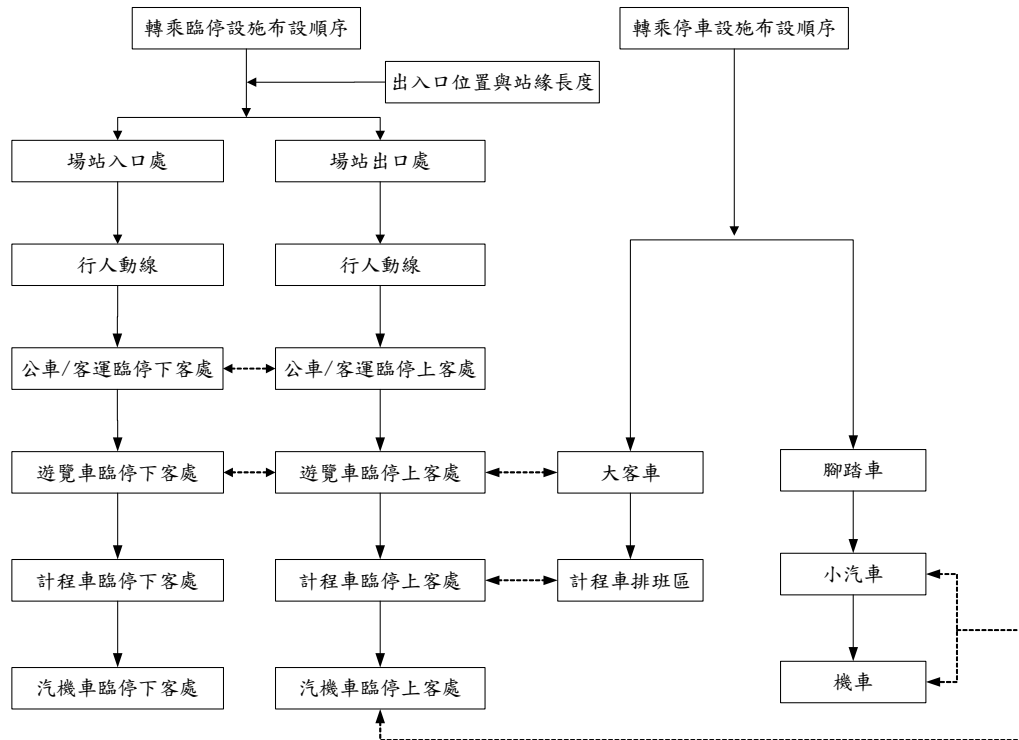 轉乘臨停設施布設順序
轉乘停車設施布設順序
出入口位置與站緣長度
場站入口處
場站出口處
行人動線
行人動線
公車/客運臨停下客處
公車/客運臨停上客處
遊覽車臨停下客處
遊覽車臨停上客處
大客車
腳踏車
計程車臨停下客處
計程車臨停上客處
計程車排班區
小汽車
汽機車臨停下客處
汽機車臨停上客處
機車